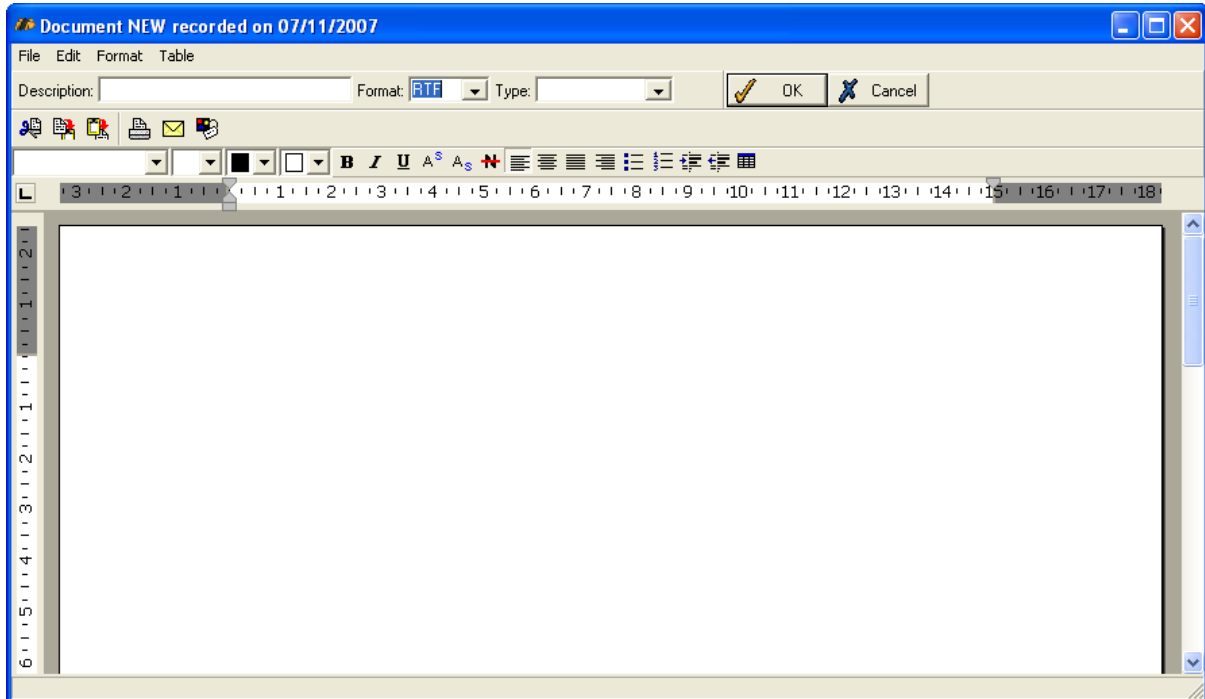 Document NEW recorded on 07/11/2007
File Edit Format Table
Description: Format: RTF Type: OK Cancel
B I U A^S A_S N
L 3 2 1 1 2 3 4 5 6 7 8 9 10 11 12 13 14 15 16 17 18
2
1
1
2
3
4
5
6